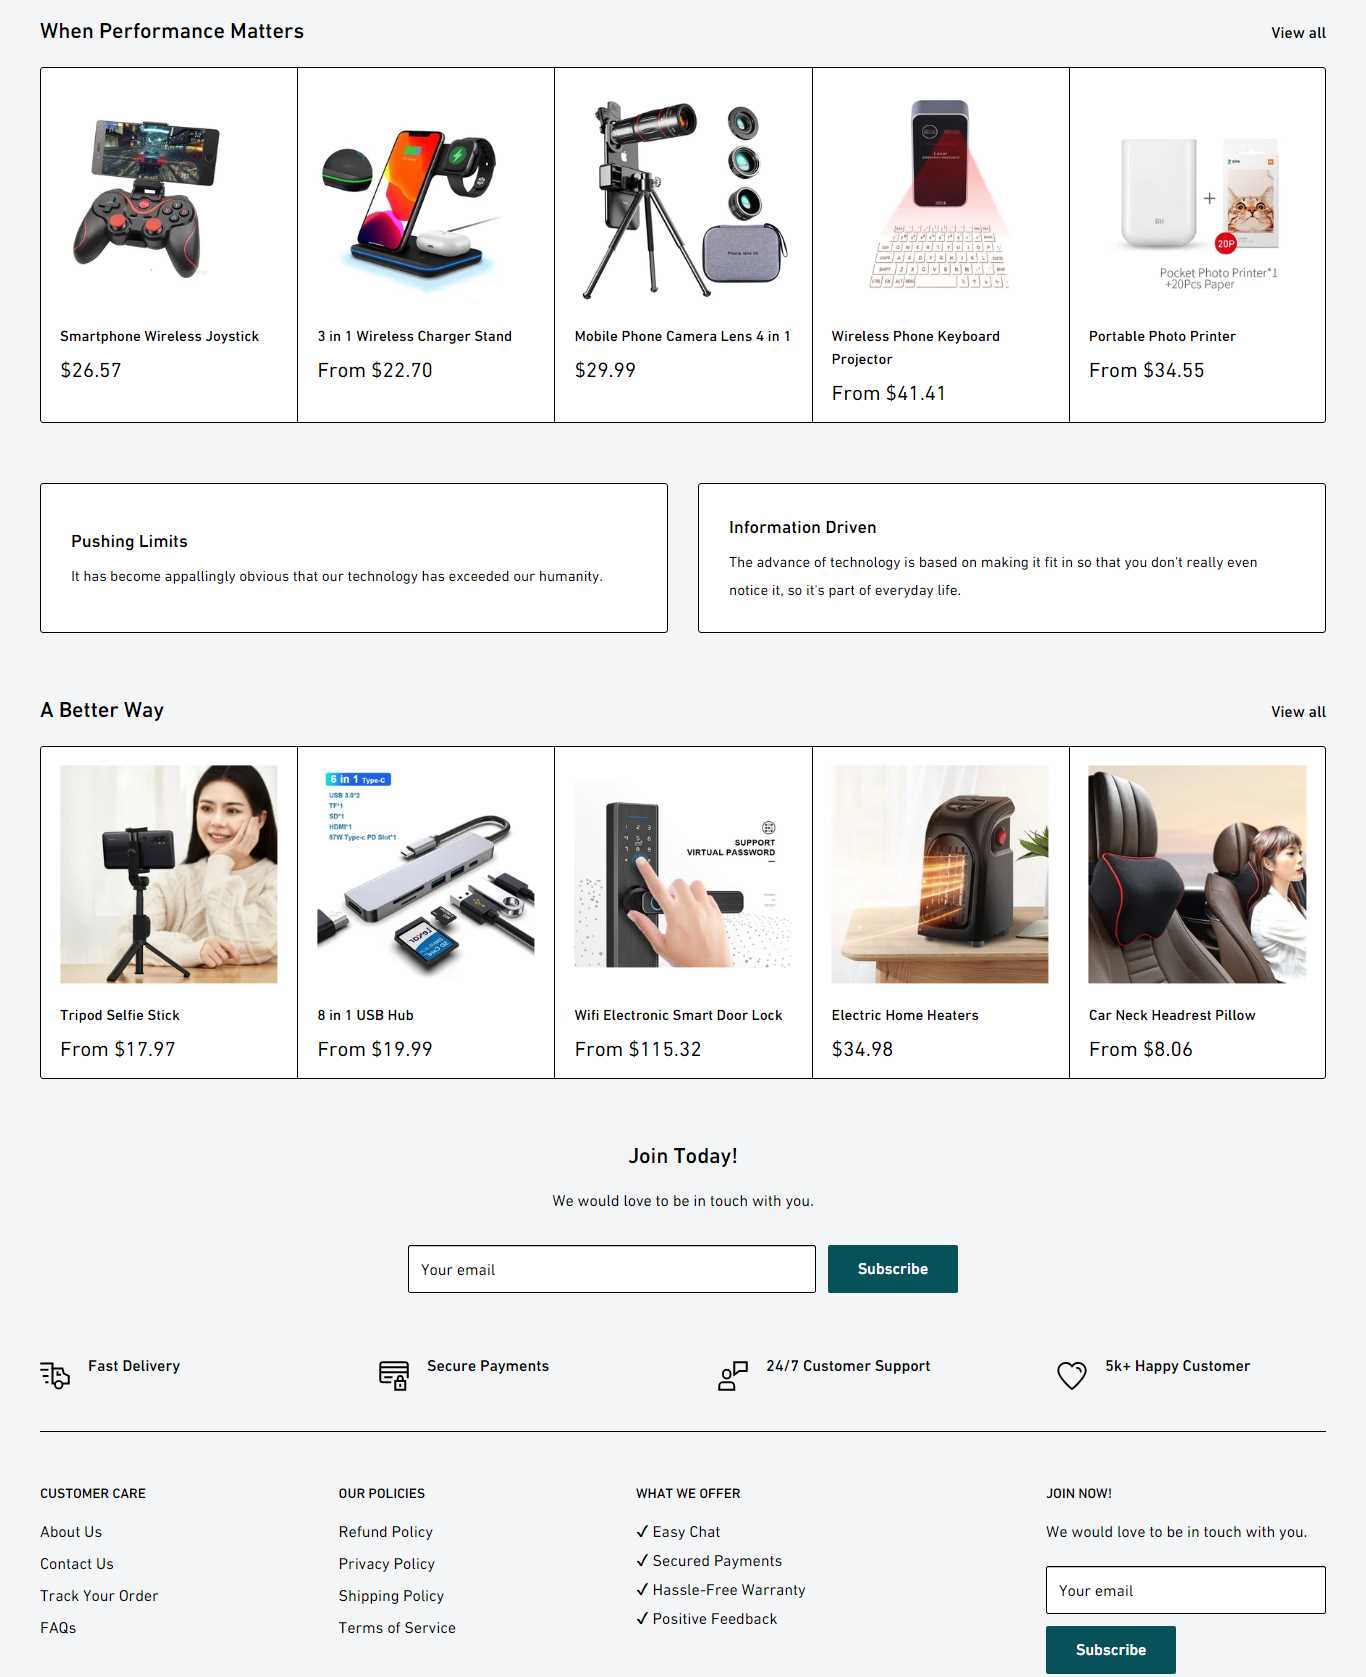 When Performance Matters
View all
MI
+
20P
Pocket Photo Printer*1
+20Pcs Paper
Smartphone Wireless Joystick
$26.57
3 in 1 Wireless Charger Stand
From $22.70
Mobile Phone Camera Lens 4 in 1
$29.99
Wireless Phone Keyboard
Projector
From $41.41
Portable Photo Printer
From $34.55
Pushing Limits
It has become appallingly obvious that our technology has exceeded our humanity.
Information Driven
The advance of technology is based on making it fit in so that you don't really even
notice it, so it's part of everyday life.
A Better Way
View all
6 in 1 Type-C
USB 3.0*2
TF*1
SD*1
HDMI*1
87W Type-c PD Slot*1
SUPPORT
VIRTUAL PASSWORD
Tripod Selfie Stick
From $17.97
8 in 1 USB Hub
From $19.99
Wifi Electronic Smart Door Lock
From $115.32
Electric Home Heaters
$34.98
Car Neck Headrest Pillow
From $8.06
Join Today!
We would love to be in touch with you.
Your email
Subscribe
Fast Delivery
Secure Payments
24/7 Customer Support
5k+ Happy Customer
CUSTOMER CARE
About Us
Contact Us
Track Your Order
FAQs
OUR POLICIES
Refund Policy
Privacy Policy
Shipping Policy
Terms of Service
WHAT WE OFFER
✓ Easy Chat
✓ Secured Payments
✓ Hassle-Free Warranty
✓ Positive Feedback
JOIN NOW!
We would love to be in touch with you.
Your email
Subscribe